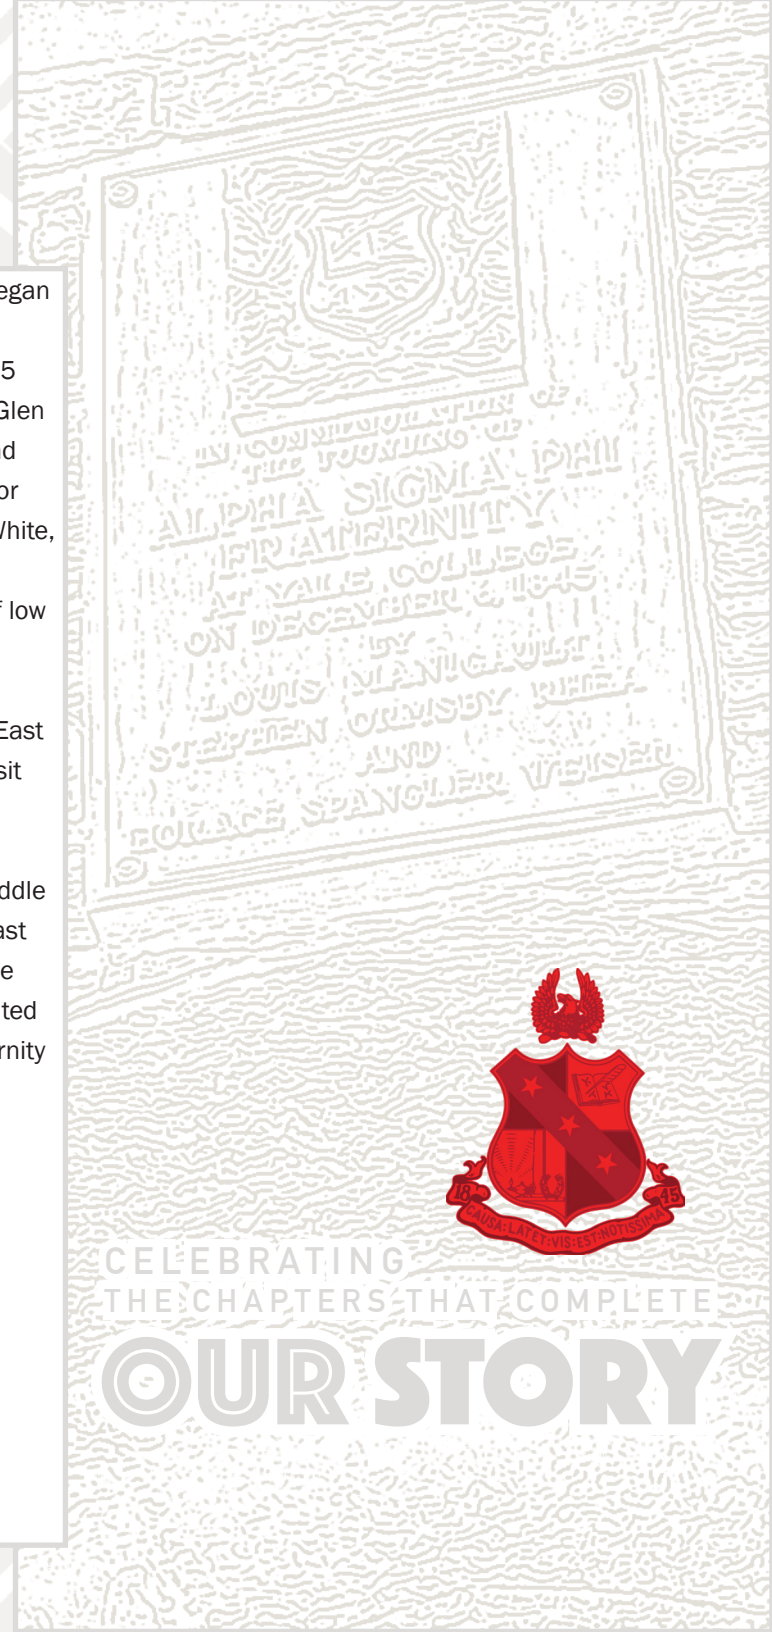 egan
5
Glen
nd
or
White,
f low
East
sit
ddle
ast
e
ted
rnity
IN COMMEMORATION OF
THE FOUNDING OF
ALPHA SIGMA PHI
FRATERNITY
AT YALE COLLEGE
ON DECEMBER 6, 1845
BY
LOUIS MANIGAULT
STEPHEN ORMSBY RHEA
AND
HORACE SPANGLER WEISER
18 45
CAUSA:LATET:VIS:EST:NOTISSIMA
CELEBRATING
THE CHAPTERS THAT COMPLETE
OUR STORY